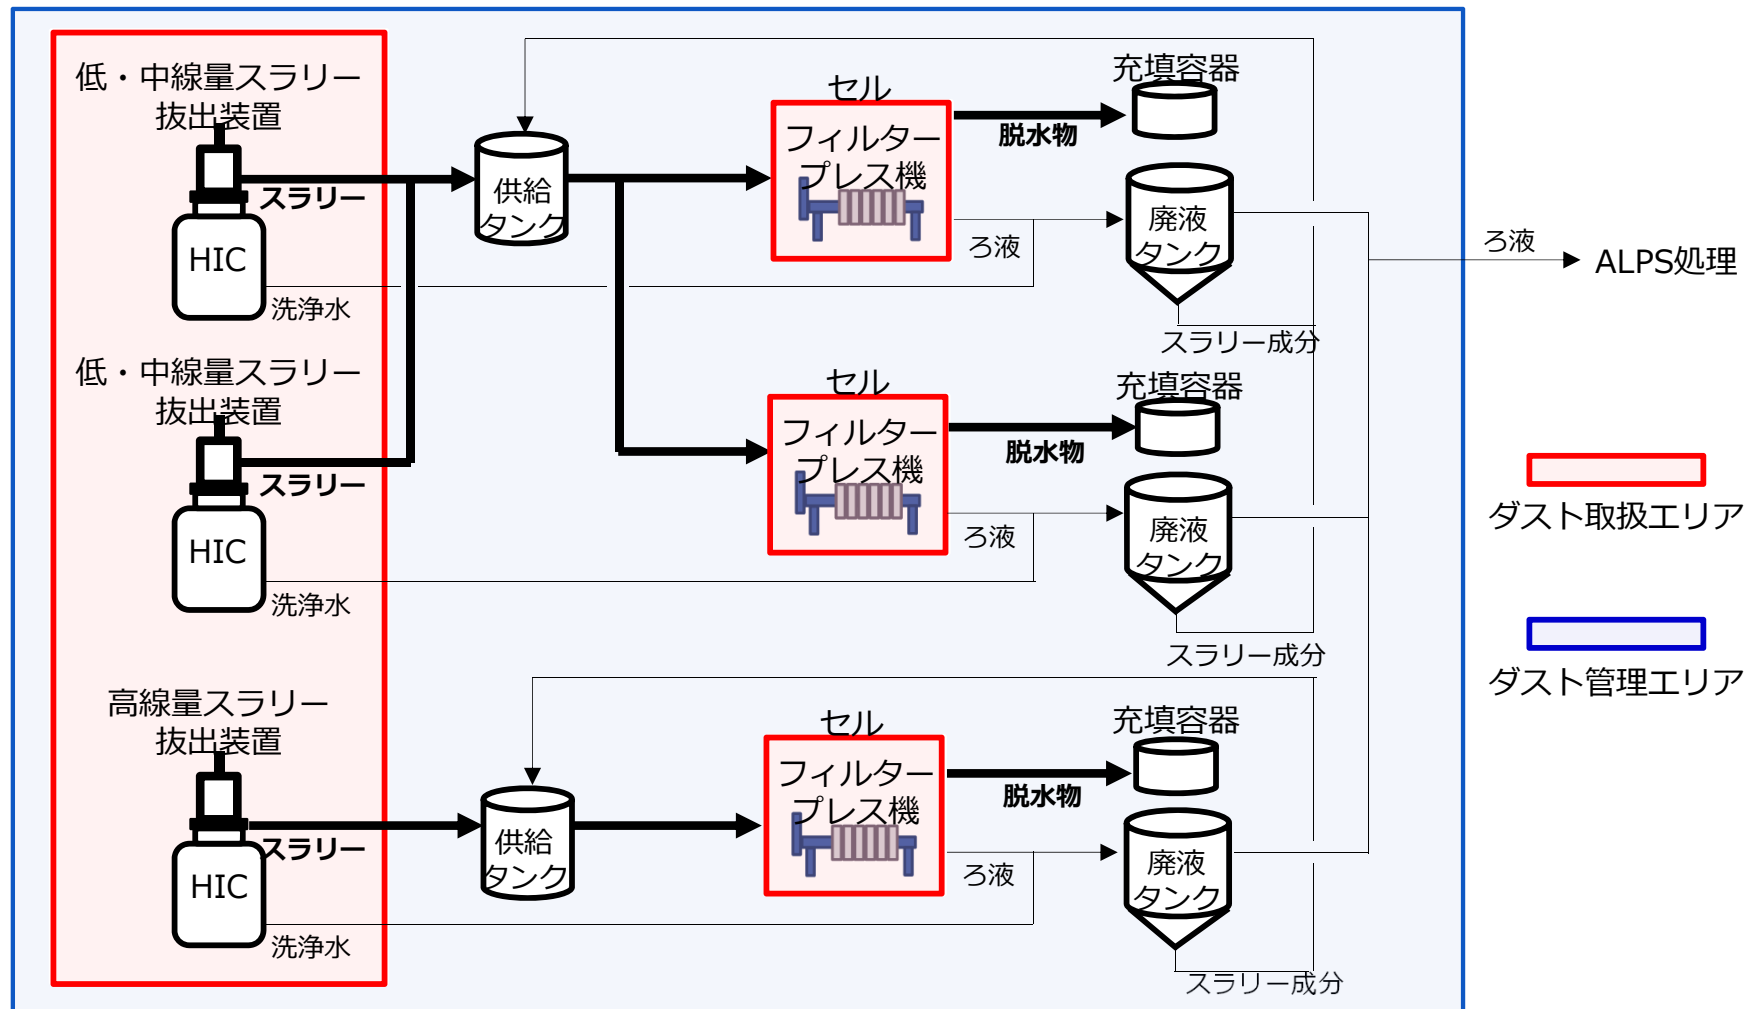 低・中線量スラリー
抜出装置
スラリー
HIC
洗浄水
供給
タンク
セル
フィルター
プレス機
脱水物
ろ液
充填容器
廃液
タンク
スラリー成分
ろ液
ALPS処理
低・中線量スラリー
抜出装置
スラリー
HIC
洗浄水
セル
フィルター
プレス機
脱水物
ろ液
充填容器
廃液
タンク
スラリー成分
高線量スラリー
抜出装置
スラリー
HIC
洗浄水
供給
タンク
セル
フィルター
プレス機
脱水物
ろ液
充填容器
廃液
タンク
スラリー成分
ダスト取扱エリア
ダスト管理エリア